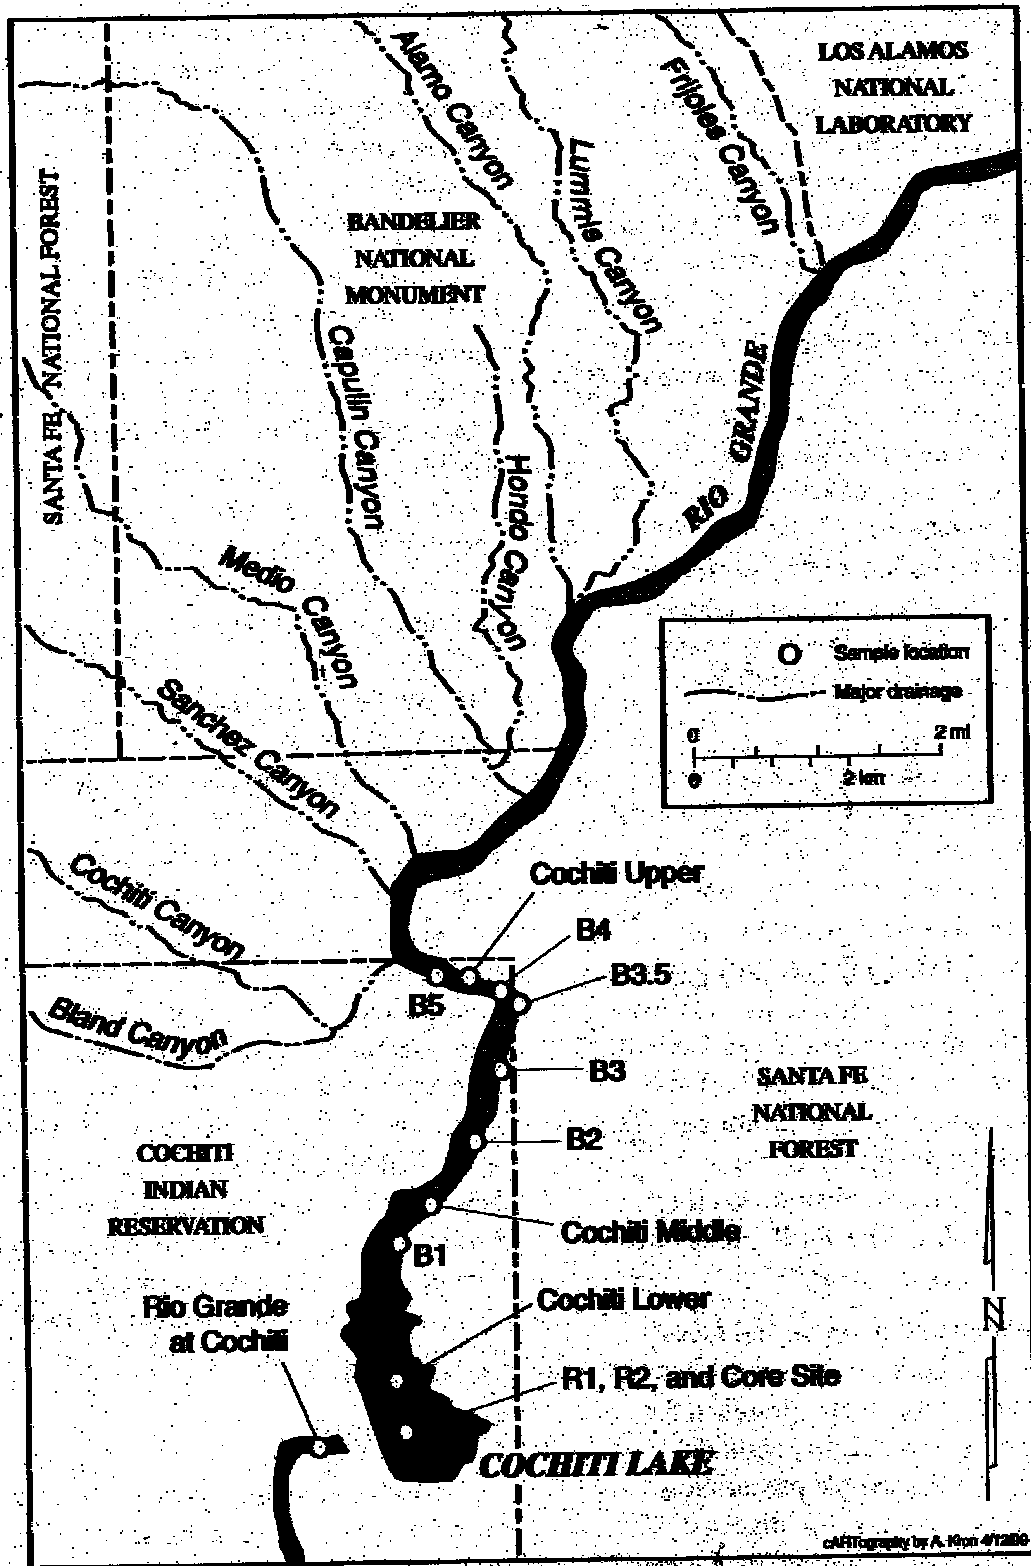 LOS ALAMOS
NATIONAL
LABORATORY
Alamo Canyon
Lummis Canyon
Frijoles Canyon
SANTA FE NATIONAL FOREST
BANDELIER
NATIONAL
MONUMENT
Capulin Canyon
Hondo Canyon
RIO GRANDE
Medio Canyon
Sanchez Canyon
Sample location
Major drainage
0 2 mi
0 2 km
Cochiti Canyon
Bland Canyon
Cochiti Upper
B4
B3.5
B5
B3
B2
SANTA FE
NATIONAL
FOREST
COCHITI
INDIAN
RESERVATION
Cochiti Middle
B1
Rio Grande
at Cochiti
Cochiti Lower
N
R1, R2, and Core Site
COCHITI LAKE
cARTography by A. Kron